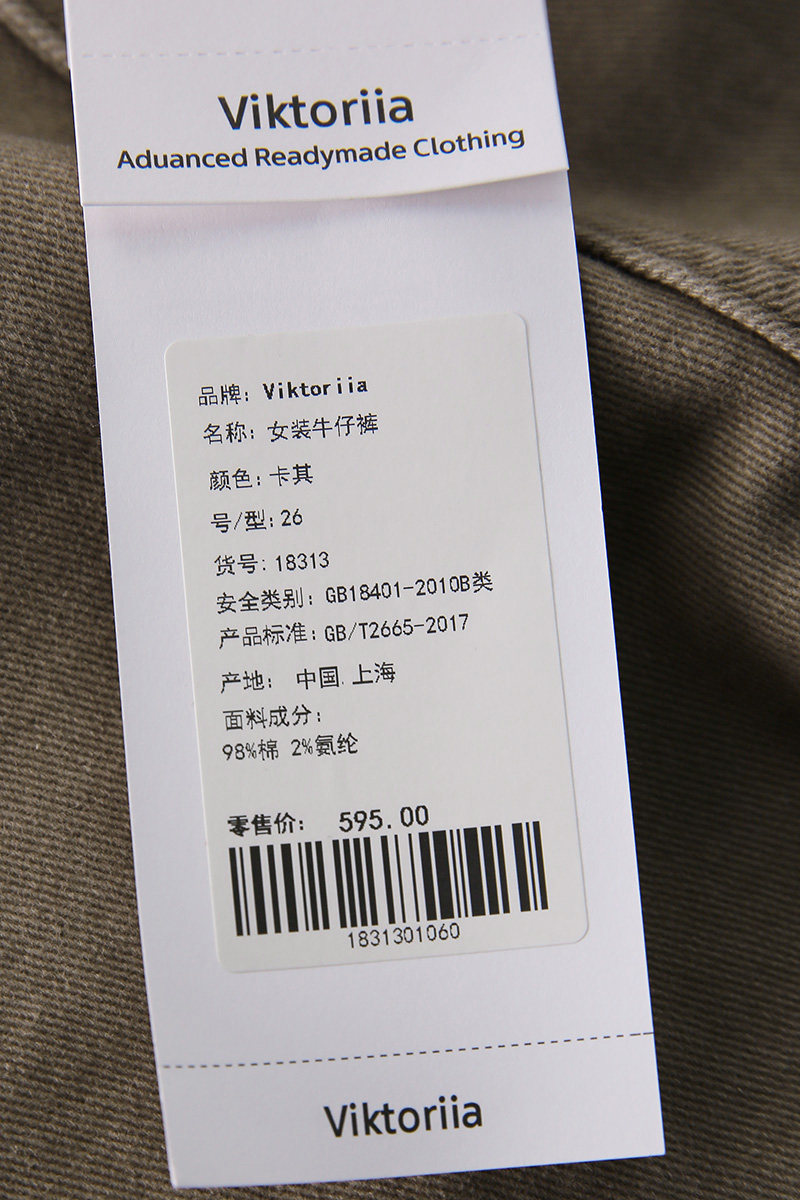 Viktoriia
Aduanced Readymade Clothing
品牌: Viktoriia
名称: 女装牛仔裤
颜色: 卡其
号/型: 26
货号: 18313
安全类别: GB18401-2010B类
产品标准: GB/T2665-2017
产地: 中国.上海
面料成分:
98%棉 2%氨纶
零售价: 595.00
1831301060
Viktoriia